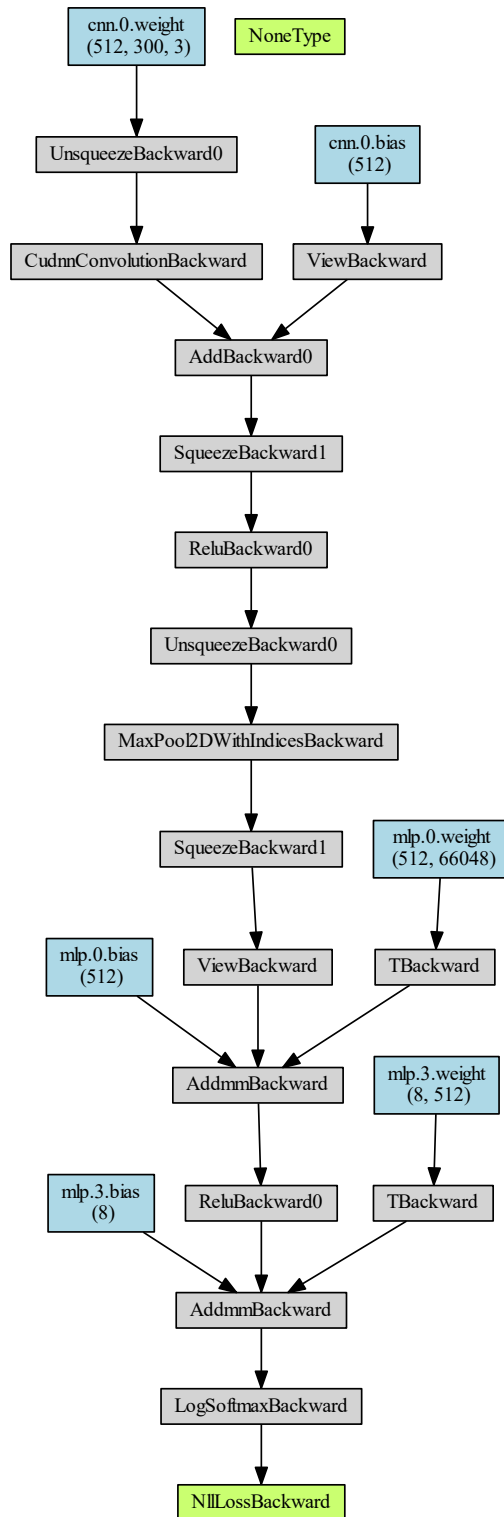 cnn.0.weight
(512, 300, 3)
NoneType
UnsqueezeBackward0
cnn.0.bias
(512)
CudnnConvolutionBackward
ViewBackward
AddBackward0
SqueezeBackward1
ReluBackward0
UnsqueezeBackward0
MaxPool2DWithIndicesBackward
SqueezeBackward1
mlp.0.weight
(512, 66048)
mlp.0.bias
(512)
ViewBackward
TBackward
AddmmBackward
mlp.3.weight
(8, 512)
mlp.3.bias
(8)
ReluBackward0
TBackward
AddmmBackward
LogSoftmaxBackward
NllLossBackward